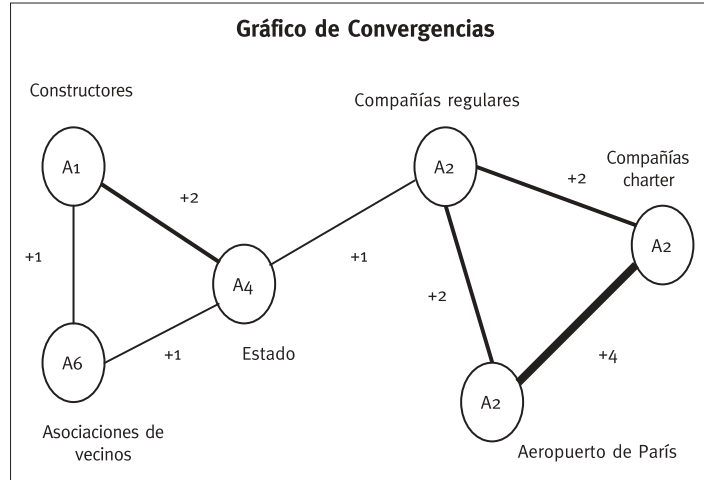 Gráfico de Convergencias
Constructores
Compañías regulares
Compañías
charter
A1
A2
+2
+2
A2
+1
+1
A4
+2
+1
Estado
+4
A6
A2
Asociaciones de
vecinos
Aeropuerto de París